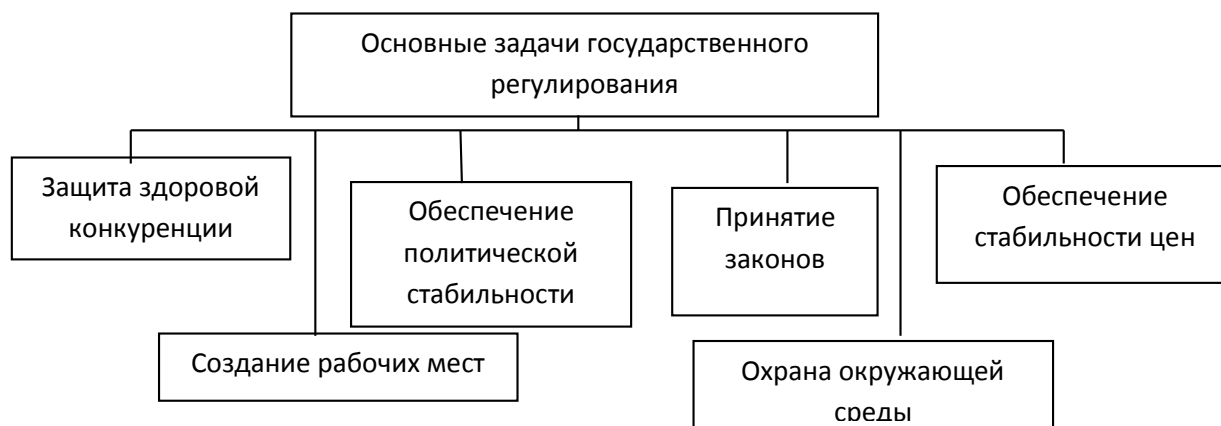 Основные задачи государственного
регулирования
Защита здоровой
конкуренции
Обеспечение
политической
стабильности
Принятие
законов
Обеспечение
стабильности цен
Создание рабочих мест
Охрана окружающей
среды